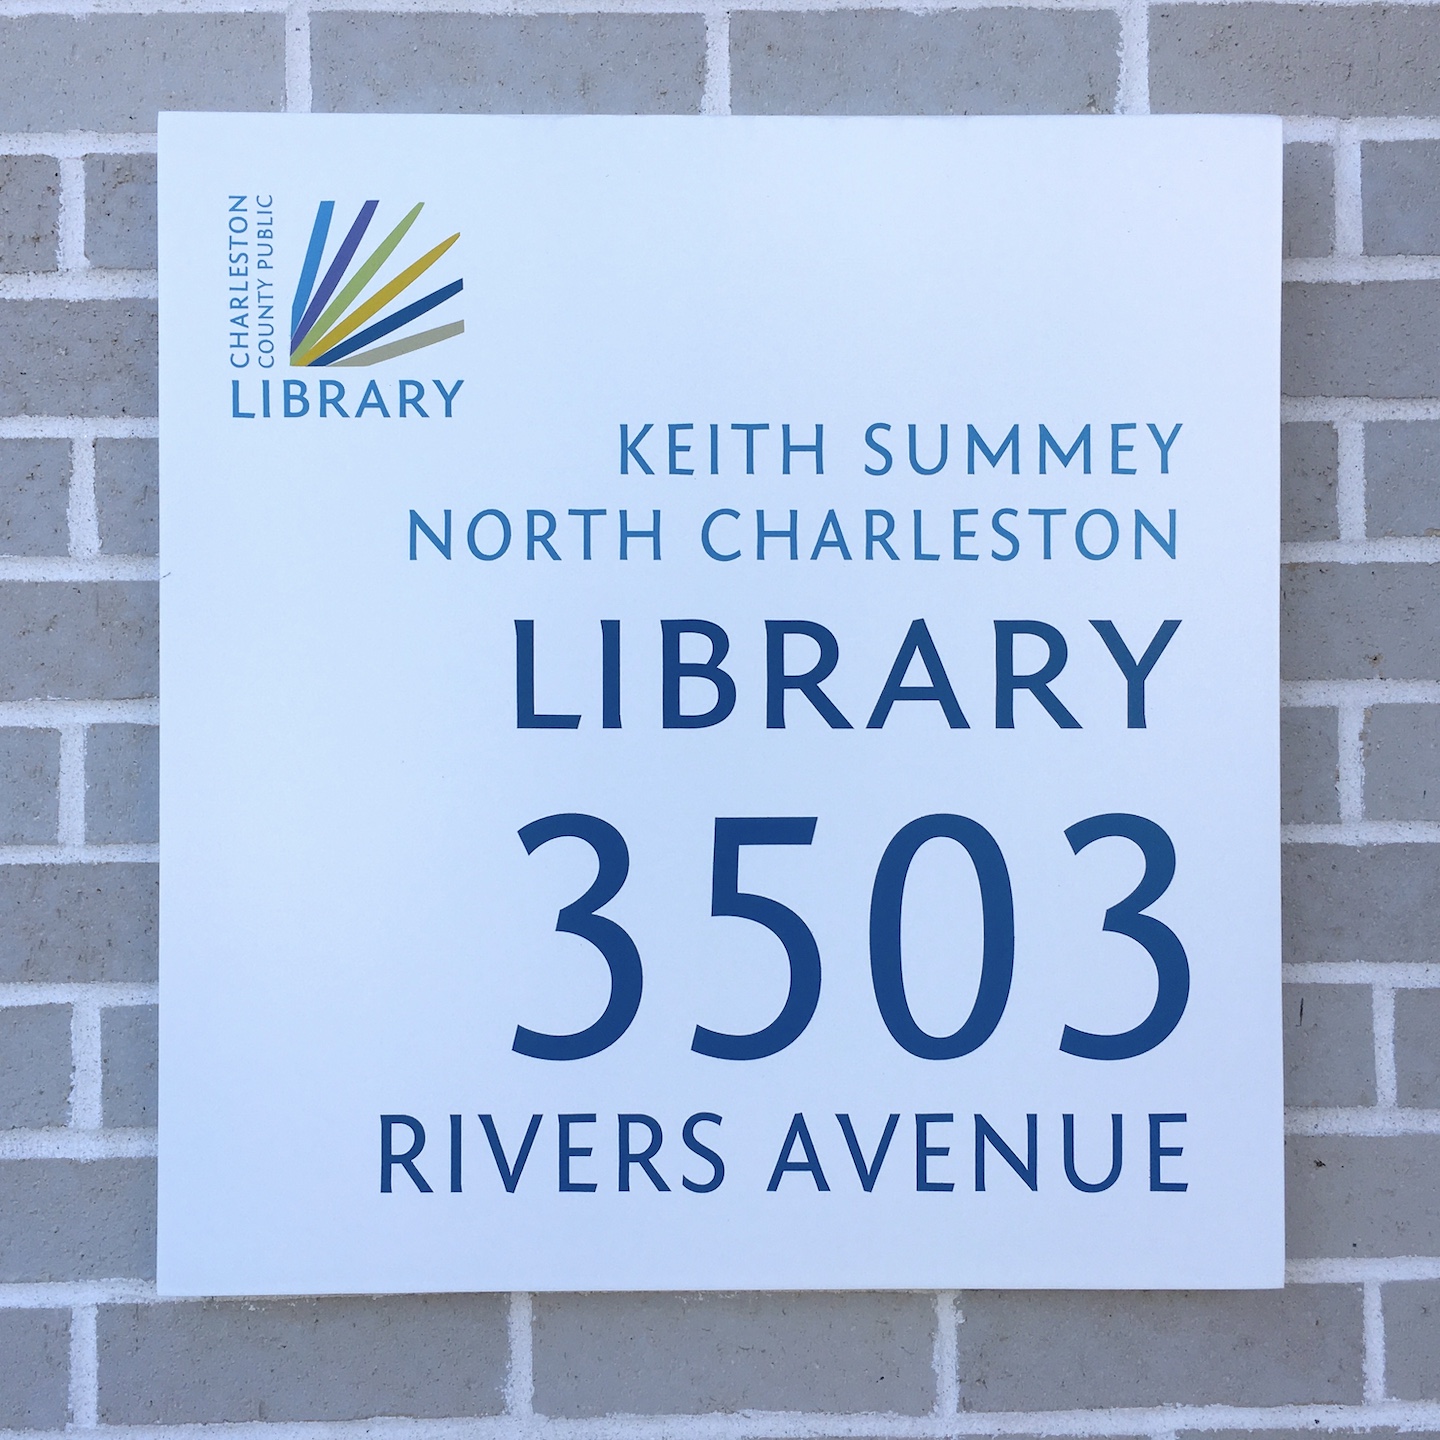 CHARLESTON
COUNTY PUBLIC
LIBRARY
KEITH SUMMEY
NORTH CHARLESTON
LIBRARY
3503
RIVERS AVENUE